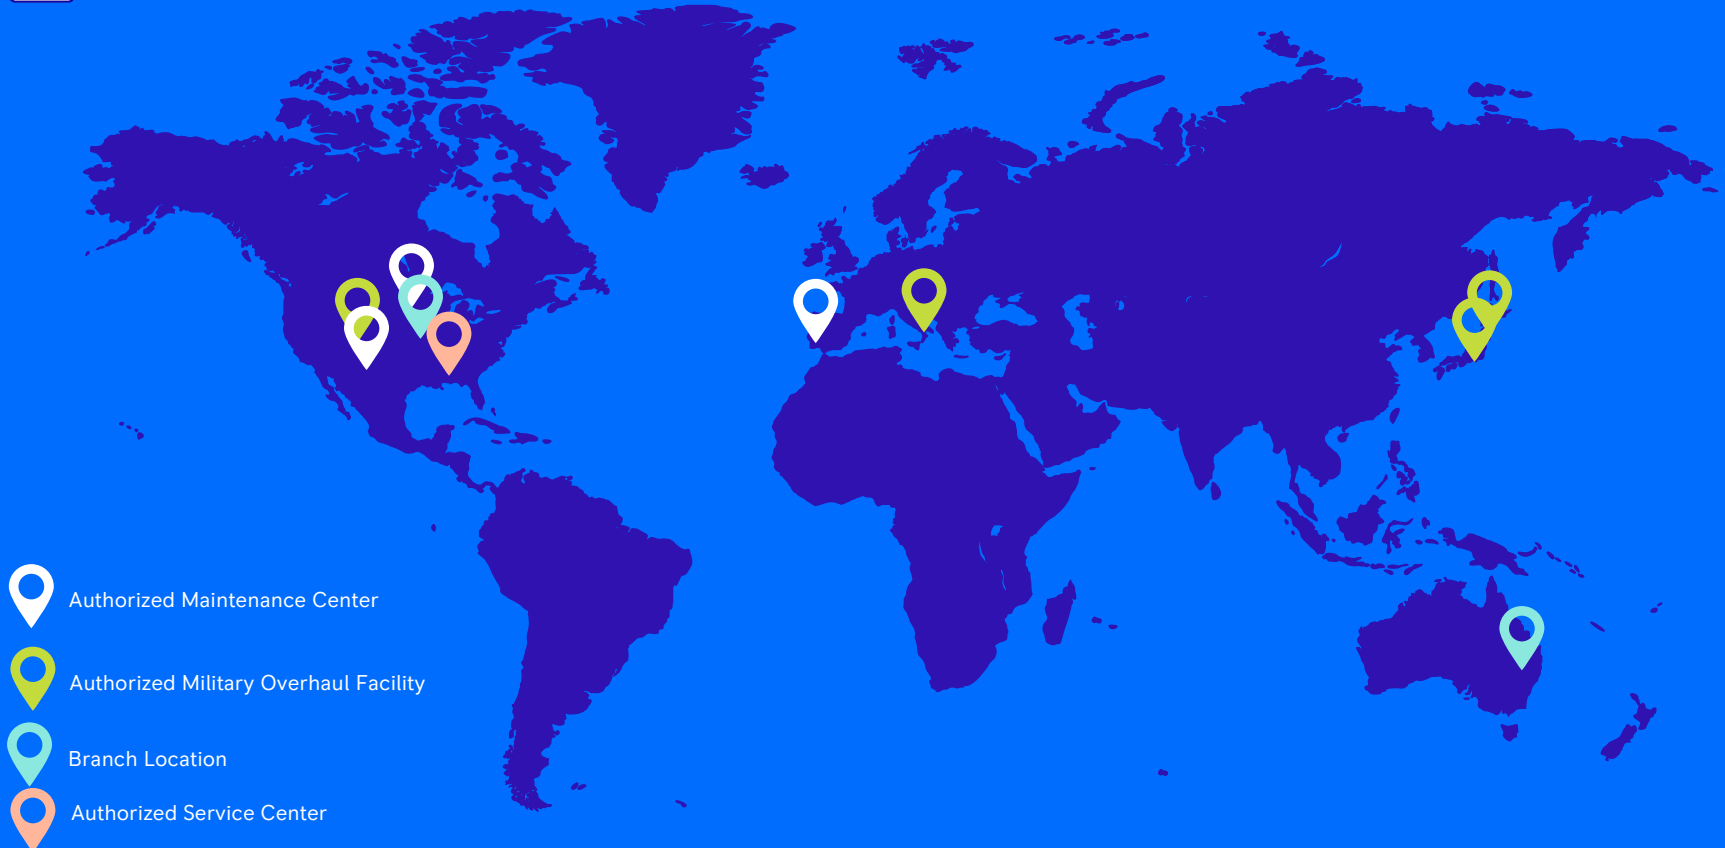 Authorized Maintenance Center
Authorized Military Overhaul Facility
Branch Location
Authorized Service Center